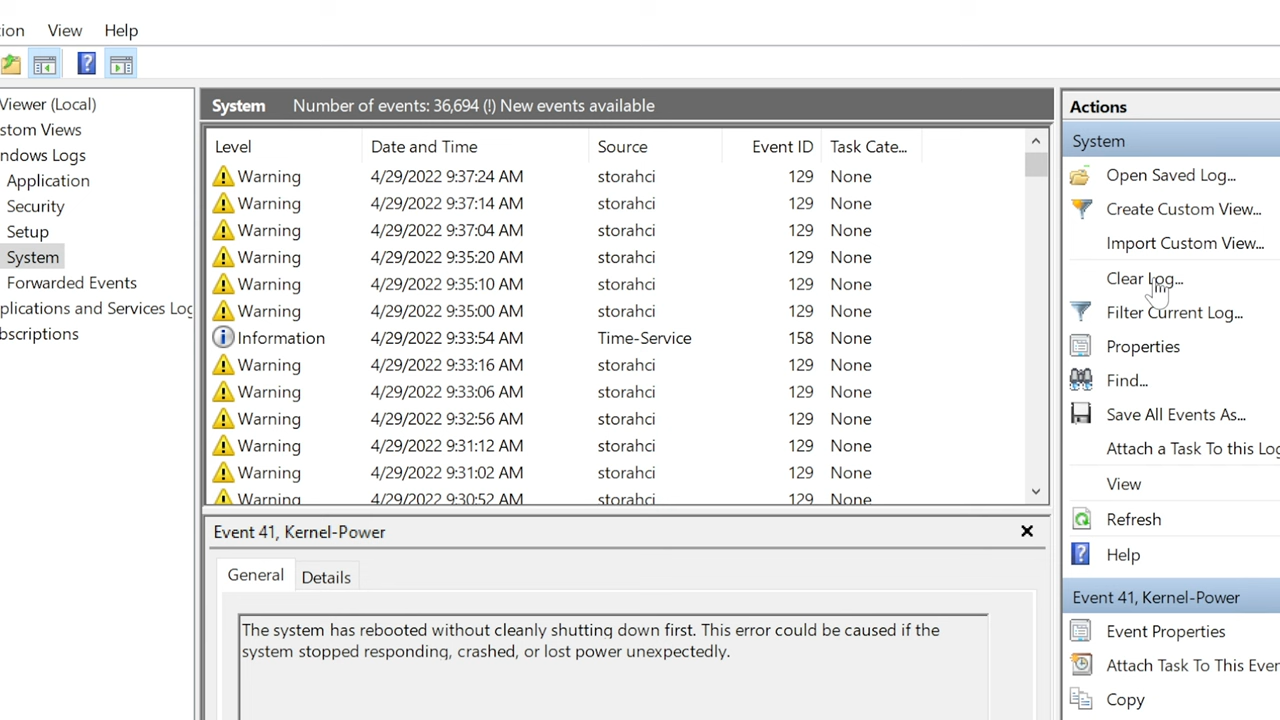 ion View Help
Viewer (Local)
stom Views
ndows Logs
Application
Security
Setup
System
Forwarded Events
plications and Services Log
bscriptions
System Number of events: 36,694 (!) New events available
Level Date and Time Source Event ID Task Cate...
Warning 4/29/2022 9:37:24 AM storahci 129 None
Warning 4/29/2022 9:37:14 AM storahci 129 None
Warning 4/29/2022 9:37:04 AM storahci 129 None
Warning 4/29/2022 9:35:20 AM storahci 129 None
Warning 4/29/2022 9:35:10 AM storahci 129 None
Warning 4/29/2022 9:35:00 AM storahci 129 None
Information 4/29/2022 9:33:54 AM Time-Service 158 None
Warning 4/29/2022 9:33:16 AM storahci 129 None
Warning 4/29/2022 9:33:06 AM storahci 129 None
Warning 4/29/2022 9:32:56 AM storahci 129 None
Warning 4/29/2022 9:31:12 AM storahci 129 None
Warning 4/29/2022 9:31:02 AM storahci 129 None
Warning 4/29/2022 9:30:52 AM storahci 129 None
Event 41, Kernel-Power
General Details
The system has rebooted without cleanly shutting down first. This error could be caused if the
system stopped responding, crashed, or lost power unexpectedly.
Actions
System
Open Saved Log...
Create Custom View...
Import Custom View...
Clear Log...
Filter Current Log...
Properties
Find...
Save All Events As...
Attach a Task To this Log
View
Refresh
Help
Event 41, Kernel-Power
Event Properties
Attach Task To This Even
Copy